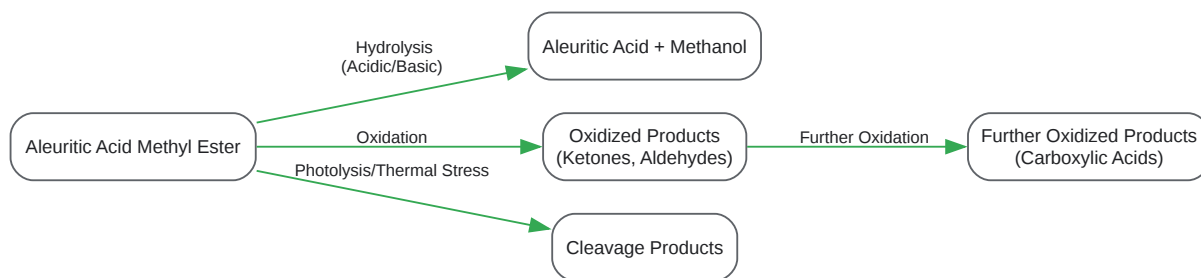 Aleuritic Acid Methyl Ester
Hydrolysis
(Acidic/Basic)
Aleuritic Acid + Methanol
Oxidation
Oxidized Products
(Ketones, Aldehydes)
Further Oxidation
Further Oxidized Products
(Carboxylic Acids)
Photolysis/Thermal Stress
Cleavage Products